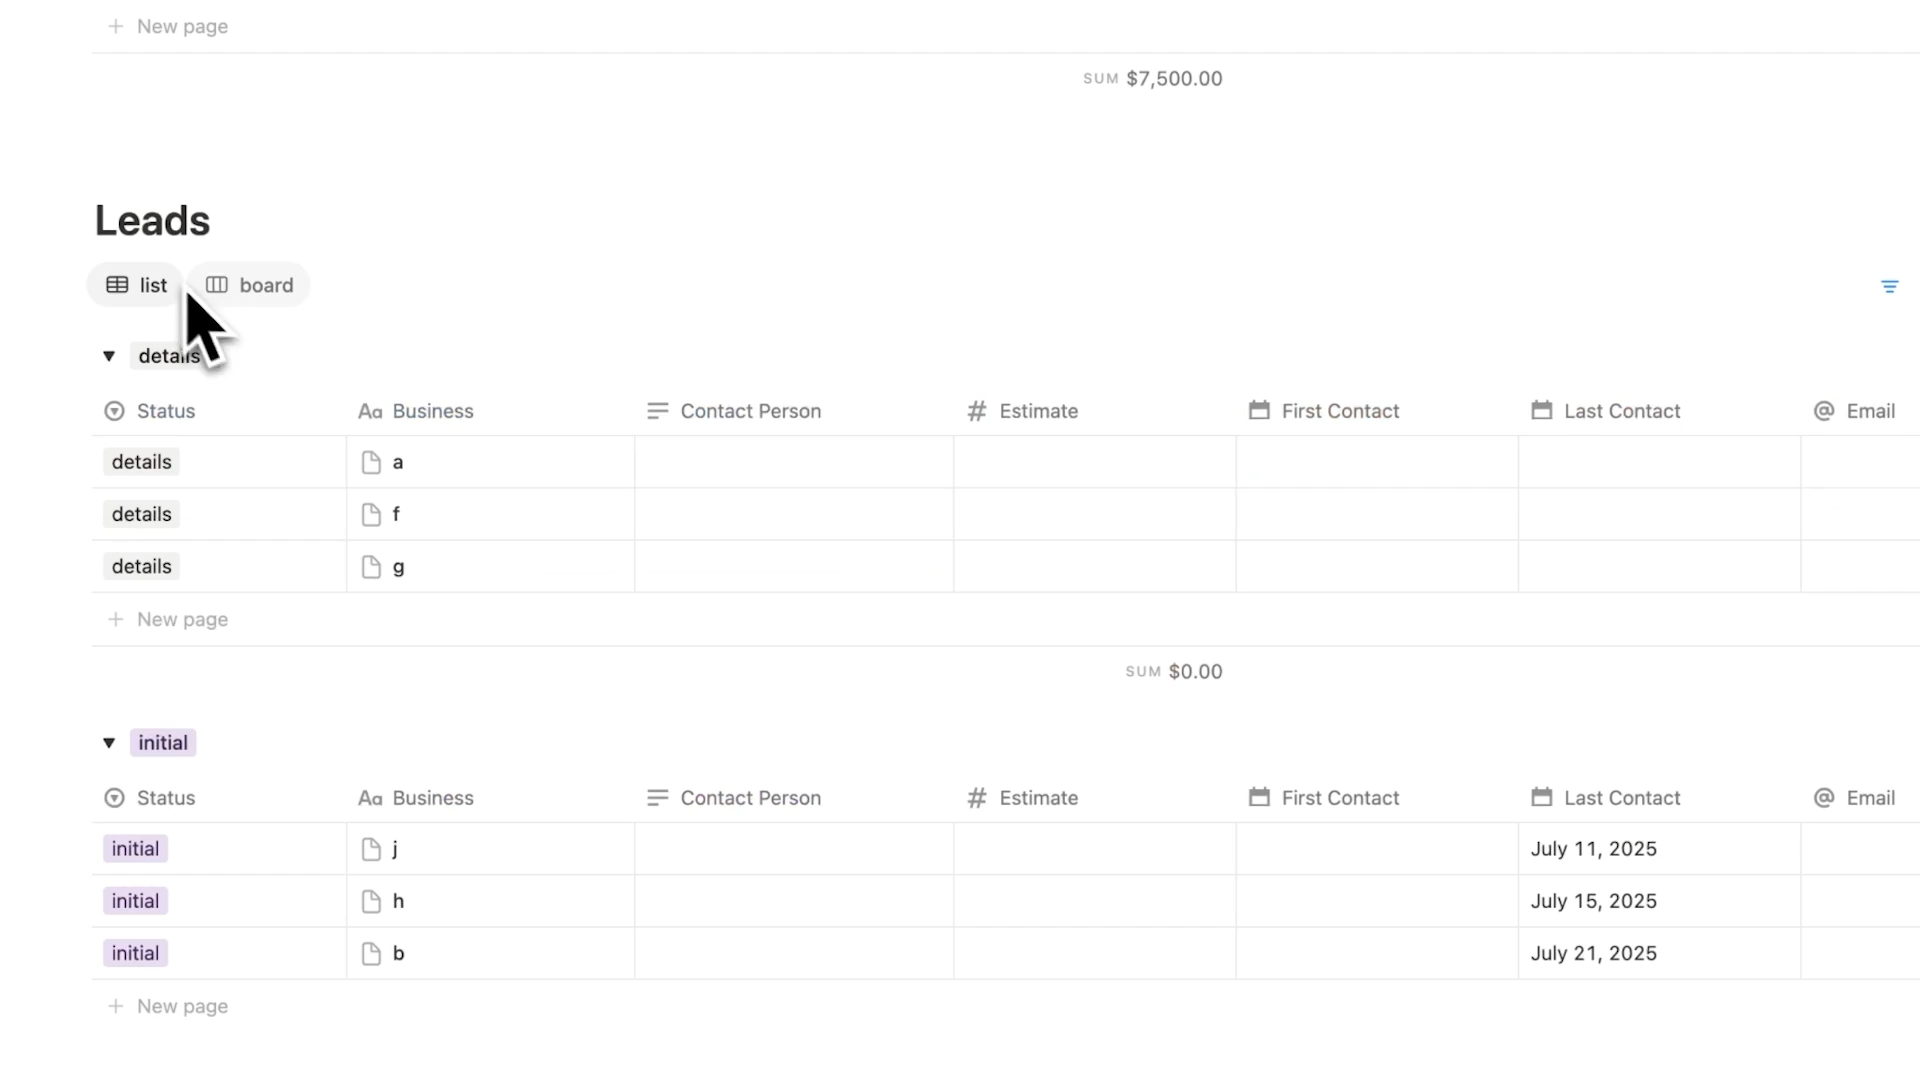 + New page
SUM $7,500.00
Leads
list board
details
Status Aa Business Contact Person # Estimate First Contact Last Contact @ Email
details a
details f
details g
+ New page
SUM $0.00
initial
Status Aa Business Contact Person # Estimate First Contact Last Contact @ Email
initial j July 11, 2025
initial h July 15, 2025
initial b July 21, 2025
+ New page